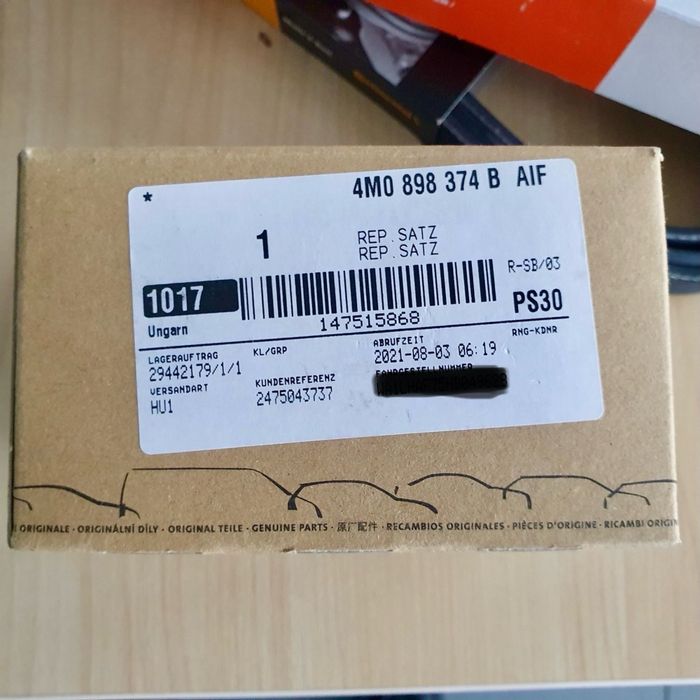 * 4M0 898 374 B AIF
1 REP.SATZ
REP.SATZ
1017 R-SB/03
Ungarn 147515868 PS30
LAGERAUFTRAG KL/GRP ABRUFZEIT RNG-KDNR
29442179/1/1 2021-08-03 06:19
VERSANDART KUNDENREFERENZ
HU1 2475043737
ORIGINALE · ORIGINÁLNÍ DÍLY · ORIGINAL TEILE · GENUINE PARTS · 原厂配件 · RECAMBIOS ORIGINALES · PIÈCES D'ORIGINE · RICAMBI